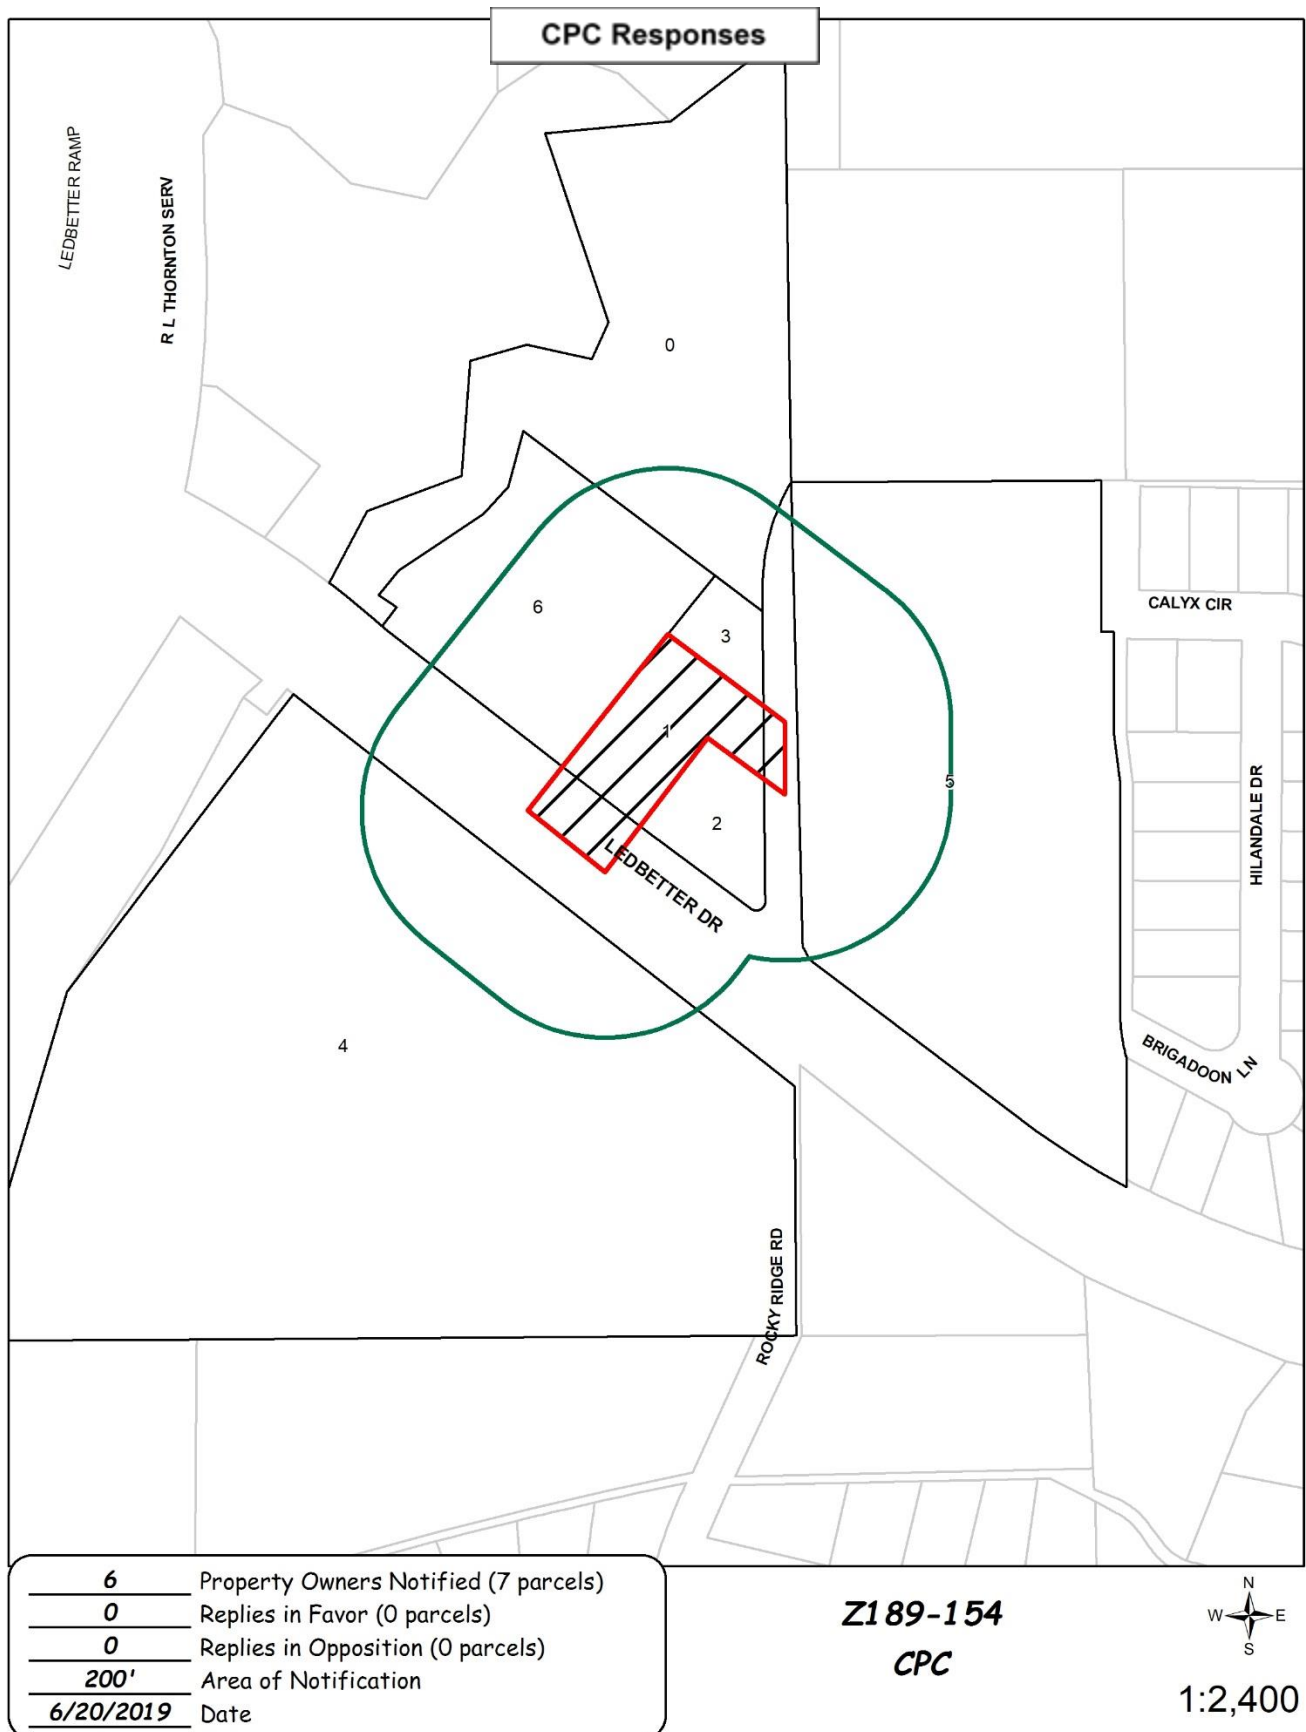 CPC Responses
LEDBETTER RAMP
R L THORNTON SERV
0
6
3
CALYX CIR
1
5
2
HILANDALE DR
LEDBETTER DR
4
BRIGADOON LN
ROCKY RIDGE RD
6 Property Owners Notified (7 parcels)
0 Replies in Favor (0 parcels)
0 Replies in Opposition (0 parcels)
200' Area of Notification
6/20/2019 Date
Z189-154
CPC
N
W E
S
1:2,400